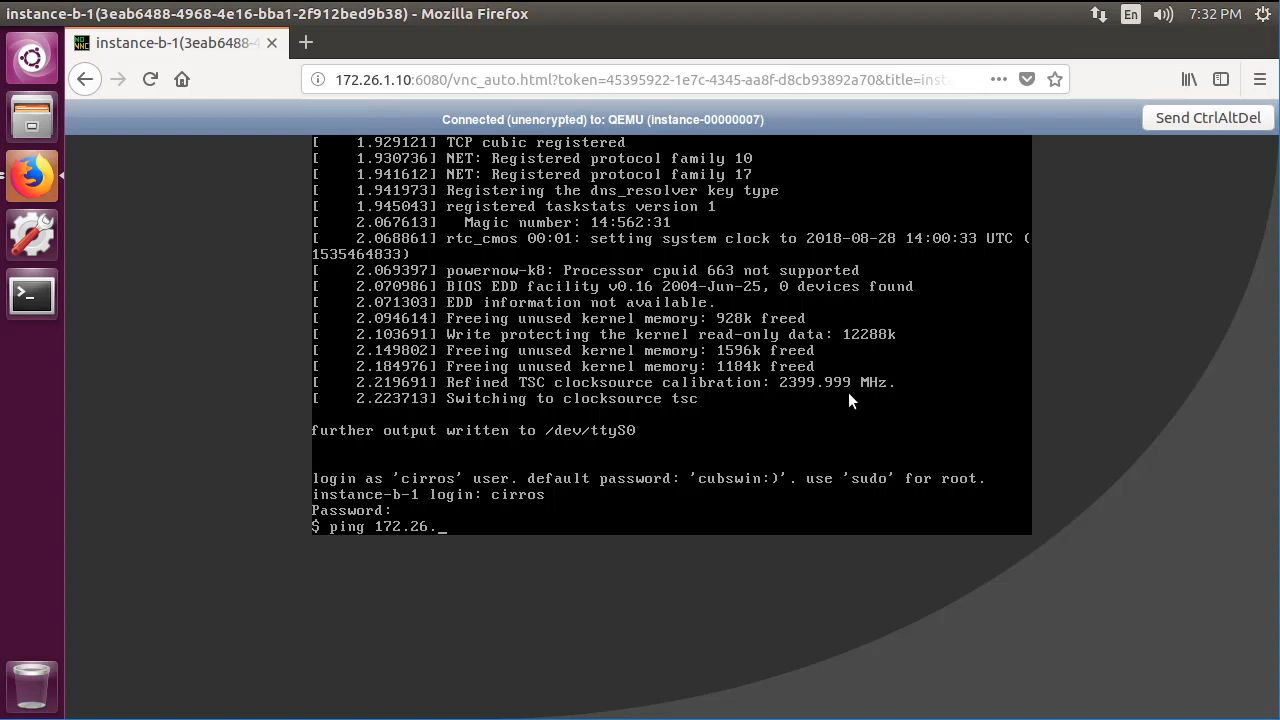 instance-b-1(3eab6488-4968-4e16-bba1-2f912bed9b38) - Mozilla Firefox
En
7:32 PM
instance-b-1(3eab6488-4
172.26.1.10:6080/vnc_auto.html?token=45395922-1e7c-4345-aa8f-d8cb93892a70&title=inst
Connected (unencrypted) to: QEMU (instance-00000007)
Send CtrlAltDel
[    1.929121] TCP cubic registered
[    1.930736] NET: Registered protocol family 10
[    1.941612] NET: Registered protocol family 17
[    1.941973] Registering the dns_resolver key type
[    1.945043] registered taskstats version 1
[    2.067613]   Magic number: 14:562:31
[    2.068861] rtc_cmos 00:01: setting system clock to 2018-08-28 14:00:33 UTC (
1535464833)
[    2.069397] powernow-k8: Processor cpuid 663 not supported
[    2.070986] BIOS EDD facility v0.16 2004-Jun-25, 0 devices found
[    2.071303] EDD information not available.
[    2.094614] Freeing unused kernel memory: 928k freed
[    2.103691] Write protecting the kernel read-only data: 12288k
[    2.149802] Freeing unused kernel memory: 1596k freed
[    2.184976] Freeing unused kernel memory: 1184k freed
[    2.219691] Refined TSC clocksource calibration: 2399.999 MHz.
[    2.223713] Switching to clocksource tsc
further output written to /dev/ttyS0
login as 'cirros' user. default password: 'cubswin:)'. use 'sudo' for root.
instance-b-1 login: cirros
Password:
$ ping 172.26._